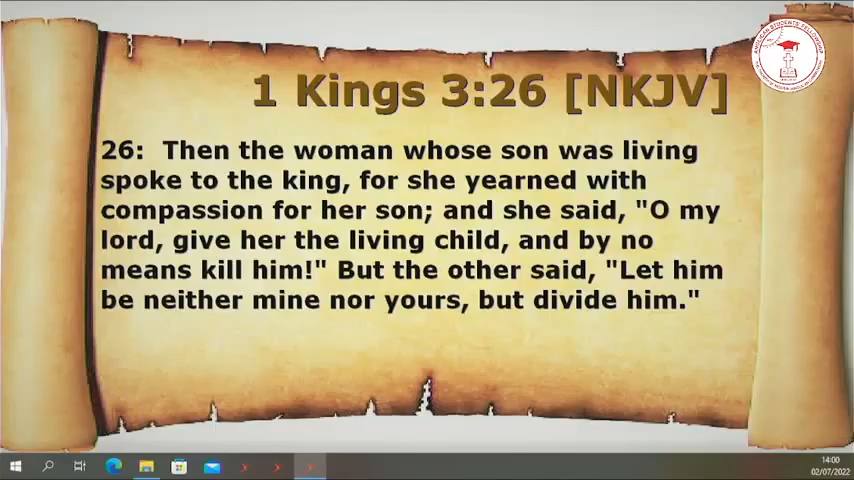 ANGLICAN STUDENTS' FELLOWSHIP
1 Kings 3:26 [NKJV]
26:  Then the woman whose son was living
spoke to the king, for she yearned with
compassion for her son; and she said, "O my
lord, give her the living child, and by no
means kill him!" But the other said, "Let him
be neither mine nor yours, but divide him."
14:00
02/07/2022